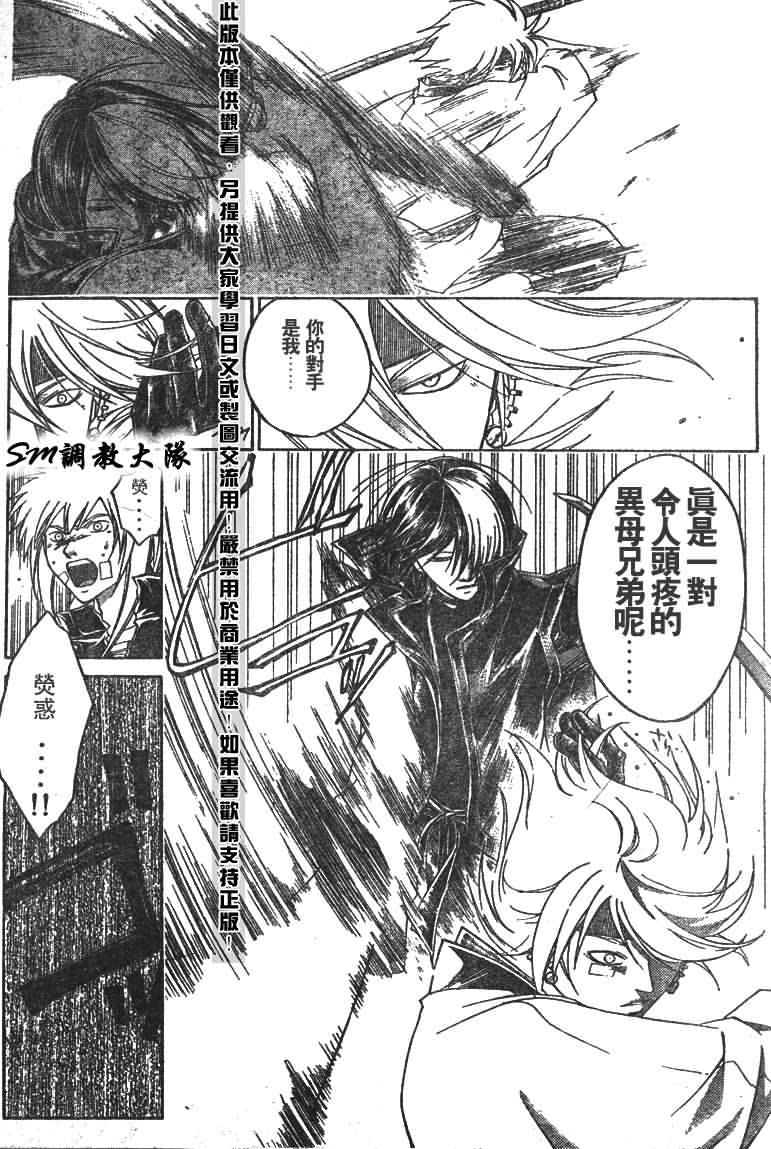 此版本僅供觀看。另提供大家學習日文或製圖交流用!嚴禁用於商業用途!如果喜歡請支持正版!
你的對手
是我……
SM調教大隊
真是一對
令人頭疼的
異母兄弟呢……
熒‥‥
熒惑
‥‥!!